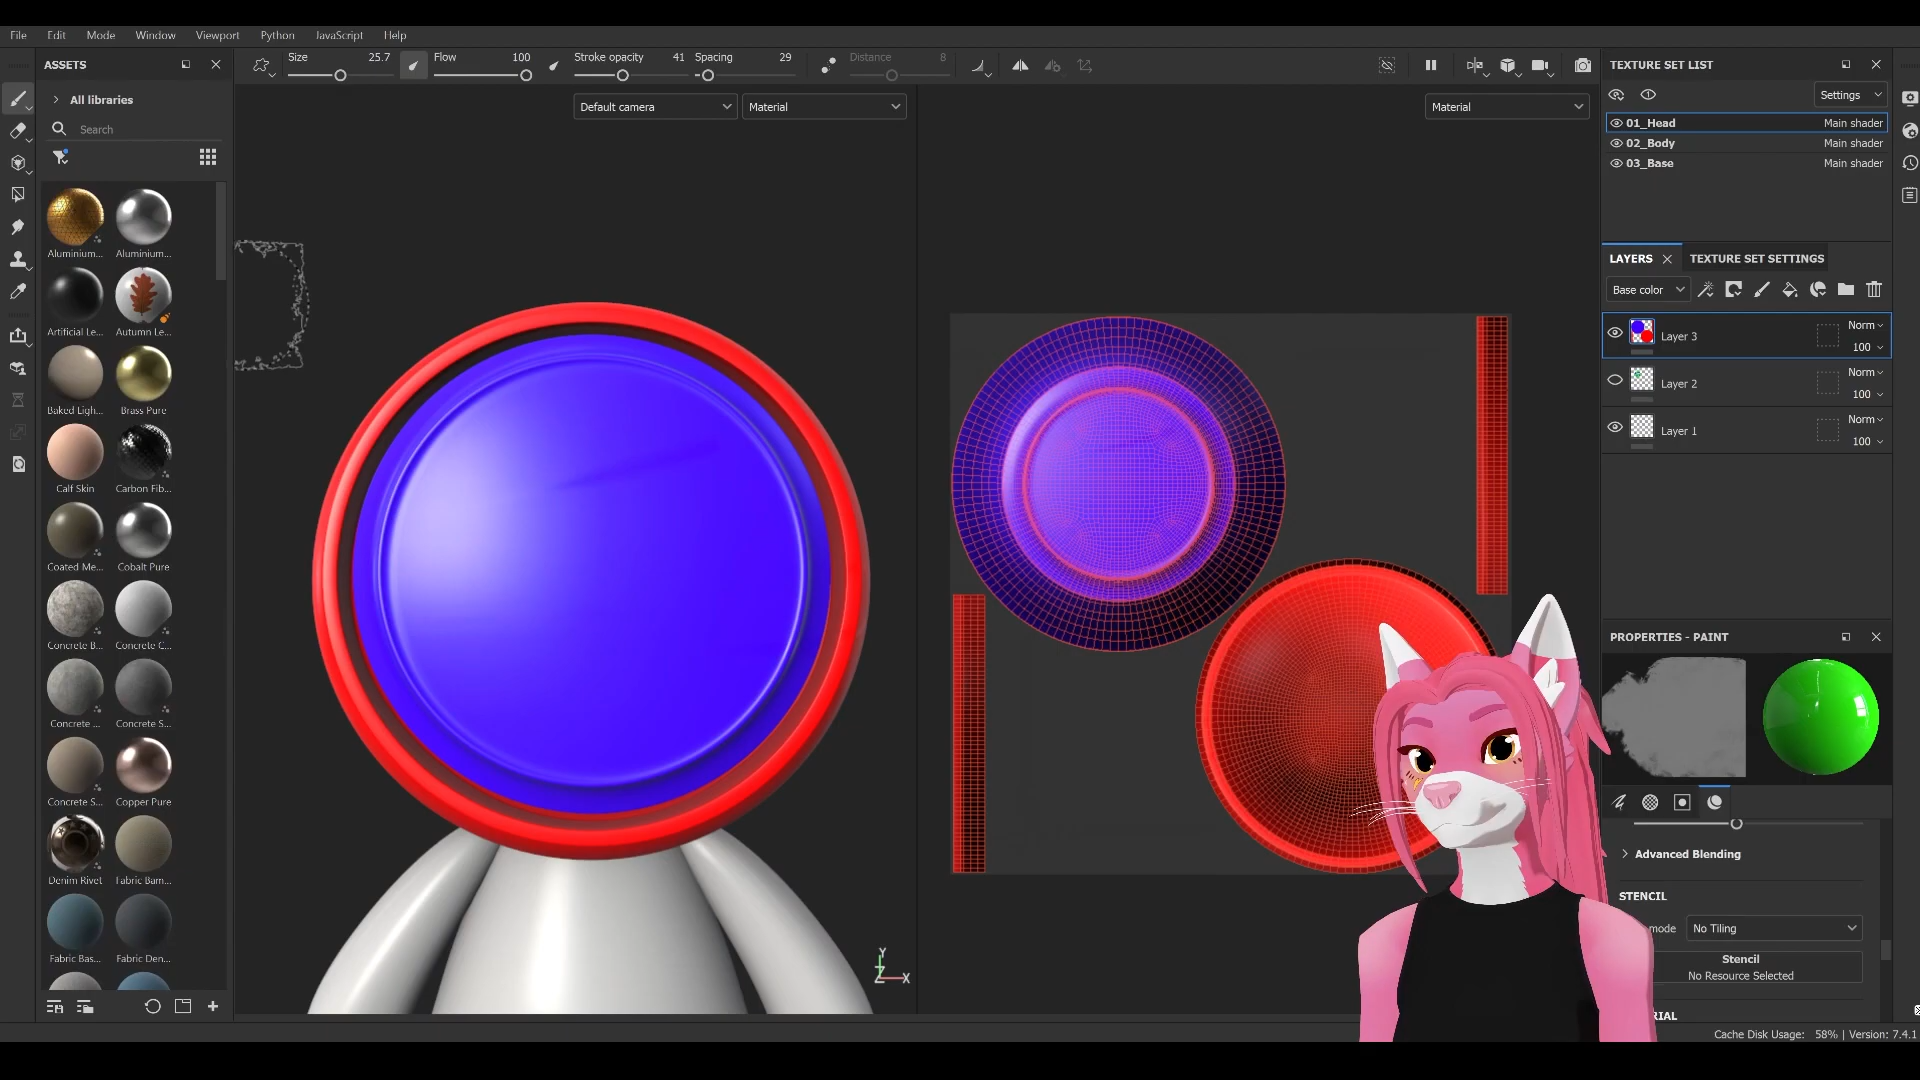 File Edit Mode Window Viewport Python JavaScript Help
ASSETS
All libraries
Search
Aluminium... Aluminium...
Artificial Le... Autumn Le...
Baked Ligh... Brass Pure
Calf Skin Carbon Fib...
Coated Me... Cobalt Pure
Concrete B... Concrete C...
Concrete ... Concrete S...
Concrete S... Copper Pure
Denim Rivet Fabric Bam...
Fabric Bas... Fabric Den...
Size 25.7 Flow 100 Stroke opacity 41 Spacing 29 Distance 8
Default camera Material Material
Y
Z X
TEXTURE SET LIST
Settings
01_Head Main shader
02_Body Main shader
03_Base Main shader
LAYERS TEXTURE SET SETTINGS
Base color
Layer 3 Norm 100
Layer 2 Norm 100
Layer 1 Norm 100
PROPERTIES - PAINT
Advanced Blending
STENCIL
mode No Tiling
Stencil
No Resource Selected
RIAL
Cache Disk Usage: 58% | Version: 7.4.1